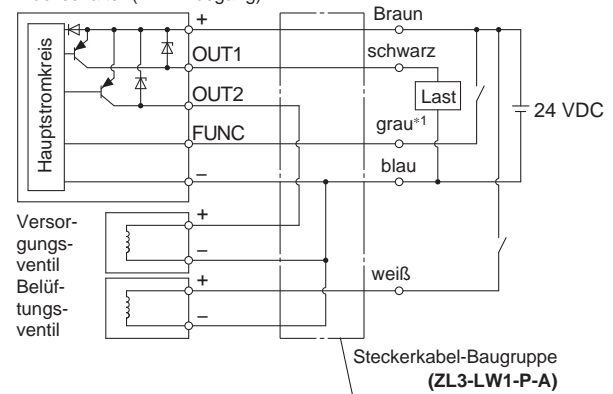 Braun
+
OUT1
schwarz
OUT2
Last
24 VDC
FUNC
grau*1
Hauptstromkreis
blau
–
Versor-
gungs-
ventil
+
–
Belüf-
tungs-
ventil
+
–
weiß
Steckerkabel-Baugruppe
(ZL3-LW1-P-A)